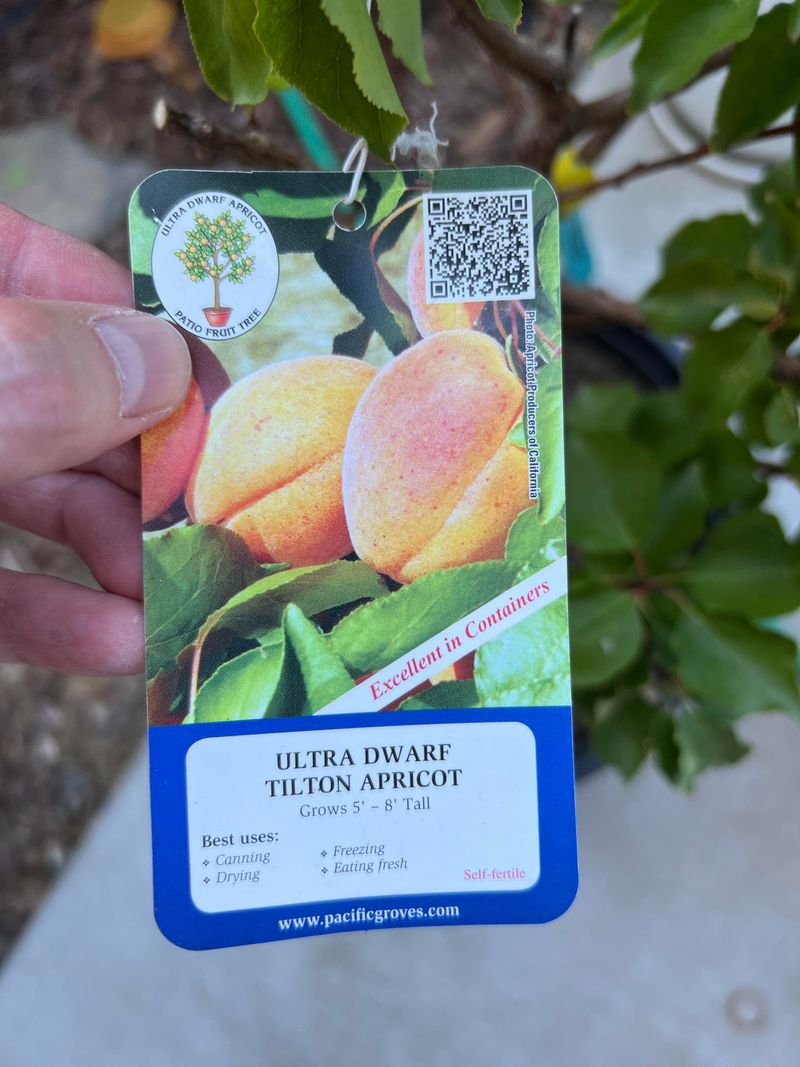 ULTRA DWARF APRICOT
PATIO FRUIT TREE
Photo: Apricot Producers of California
Excellent in Containers
ULTRA DWARF
TILTON APRICOT
Grows 5' – 8' Tall
Best uses:
❖ Canning
❖ Drying
❖ Freezing
❖ Eating fresh
Self-fertile
www.pacificgroves.com